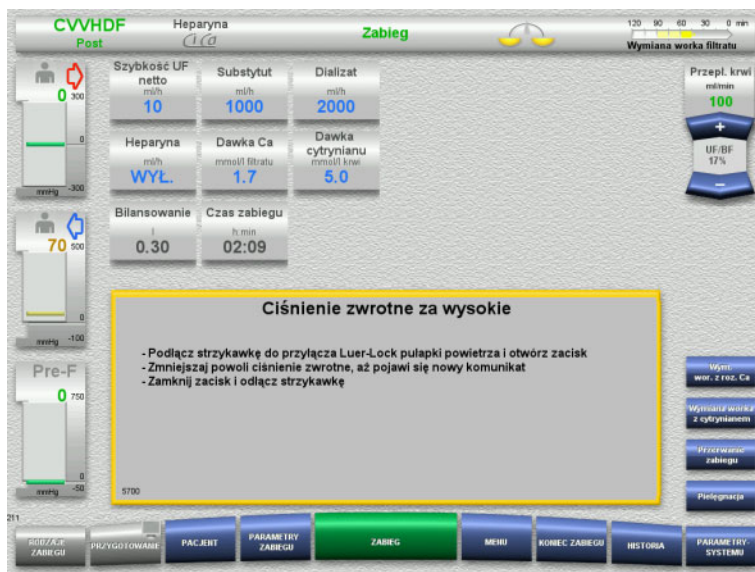 CVVHDF
Post
Heparyna
Ci Ca
Zabieg
120 90 60 30 0 min
Wymiana worka filtratu
0
300
0
mmHg -300
70
500
0
mmHg -100
Pre-F
0
750
0
mmHg -50
Szybkość UF
netto
ml/h
10
Substytut
ml/h
1000
Dializat
ml/h
2000
Heparyna
ml/h
WYŁ.
Dawka Ca
mmol/l filtratu
1.7
Dawka
cytrynianu
mmol/l krwi
5.0
Bilansowanie
l
0.30
Czas zabiegu
h:min
02:09
Przepł. krwi
ml/min
100
+
UF/BF
17%
−
Ciśnienie zwrotne za wysokie
- Podłącz strzykawkę do przyłącza Luer-Lock pułapki powietrza i otwórz zacisk
- Zmniejszaj powoli ciśnienie zwrotne, aż pojawi się nowy komunikat
- Zamknij zacisk i odłącz strzykawkę
5700
Wym.
wor. z roz. Ca
Wymiana worka
z cytrynianem
Przerwanie
zabiegu
Pielęgnacja
211
RODZAJE
ZABIEGU
PRZYGOTOWANIE
PACJENT
PARAMETRY
ZABIEGU
ZABIEG
MENU
KONIEC ZABIEGU
HISTORIA
PARAMETRY-
SYSTEMU